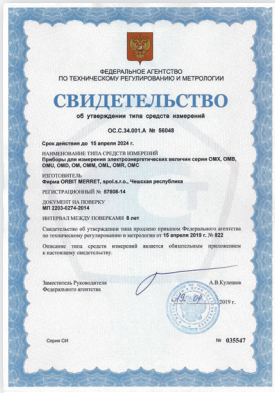 ФЕДЕРАЛЬНОЕ АГЕНТСТВО
ПО ТЕХНИЧЕСКОМУ РЕГУЛИРОВАНИЮ И МЕТРОЛОГИИ
СВИДЕТЕЛЬСТВО
об утверждении типа средств измерений
OC.C.34.001.A № 56048
Срок действия до 15 апреля 2024 г.
НАИМЕНОВАНИЕ ТИПА СРЕДСТВ ИЗМЕРЕНИЙ
Приборы для измерения электроэнергетических величин серии OMX, OMB,
OMU, OMD, OM, OMM, OML, OMR, OMC
ИЗГОТОВИТЕЛЬ
Фирма ORBIT MERRET, spol.s.r.o., Чешская республика
РЕГИСТРАЦИОННЫЙ № 57808-14
ДОКУМЕНТ НА ПОВЕРКУ
МП 2203-0274-2014
ИНТЕРВАЛ МЕЖДУ ПОВЕРКАМИ 8 лет
Свидетельство об утверждении типа продлено приказом Федерального агентства
по техническому регулированию и метрологии от 15 апреля 2019 г. № 822
Описание типа средств измерений является обязательным приложением
к настоящему свидетельству.
Заместитель Руководителя А.В.Кулешов
Федерального агентства
2019 г.
Серия СИ № 035547